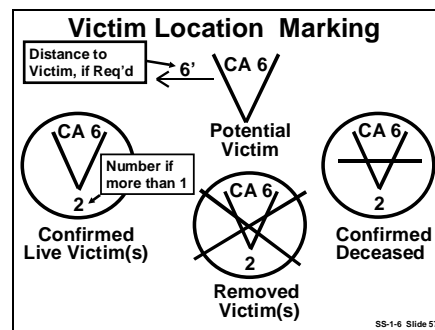 Victim Location Marking
Distance to
Victim, if Req'd
6'
CA 6
Potential
Victim
CA 6
Number if
more than 1
2
Confirmed
Live Victim(s)
CA 6
2
Removed
Victim(s)
CA 6
2
Confirmed
Deceased
SS-1-6 Slide 57